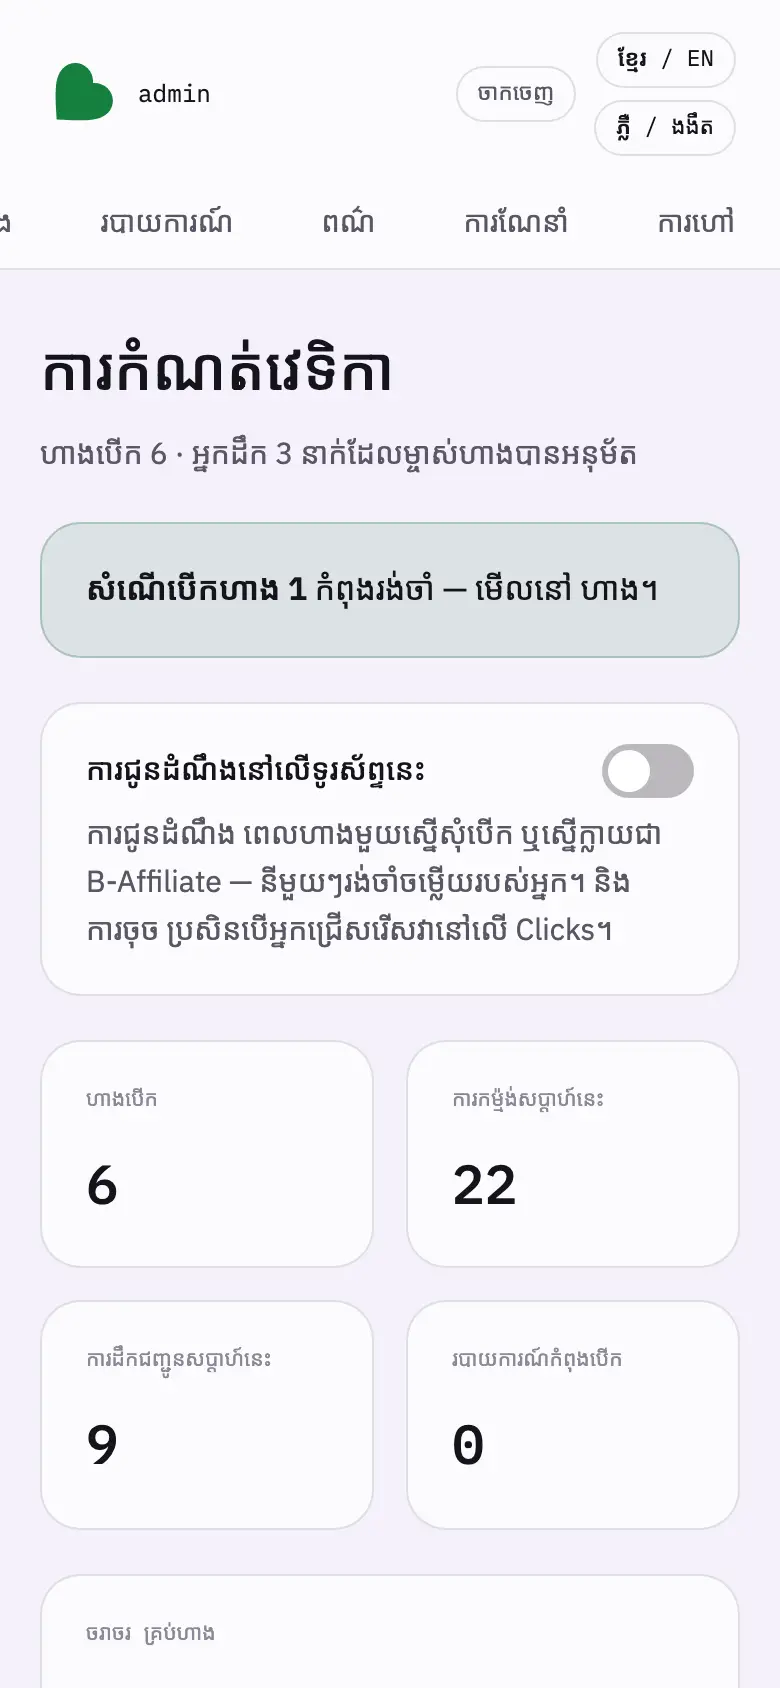 admin
ចាកចេញ
ខ្មែរ / EN
ភ្លឺ / ងងឹត
ង
របាយការណ៍
ពណ៌
ការណែនាំ
ការហៅ
ការកំណត់វេទិកា
ហាងបើក 6 · អ្នកដឹក 3 នាក់ដែលម្ចាស់ហាងបានអនុម័ត
សំណើបើកហាង 1 កំពុងរង់ចាំ — មើលនៅ ហាង។
ការជូនដំណឹងនៅលើទូរស័ព្ទនេះ
ការជូនដំណឹង ពេលហាងមួយស្នើសុំបើក ឬស្នើក្លាយជា
B-Affiliate — នីមួយៗរង់ចាំចម្លើយរបស់អ្នក។ និង
ការចុច ប្រសិនបើអ្នកជ្រើសរើសវានៅលើ Clicks។
ហាងបើក
6
ការកម្ម៉ង់សប្តាហ៍នេះ
22
ការដឹកជញ្ជូនសប្តាហ៍នេះ
9
របាយការណ៍កំពុងបើក
0
ចរាចរ គ្រប់ហាង